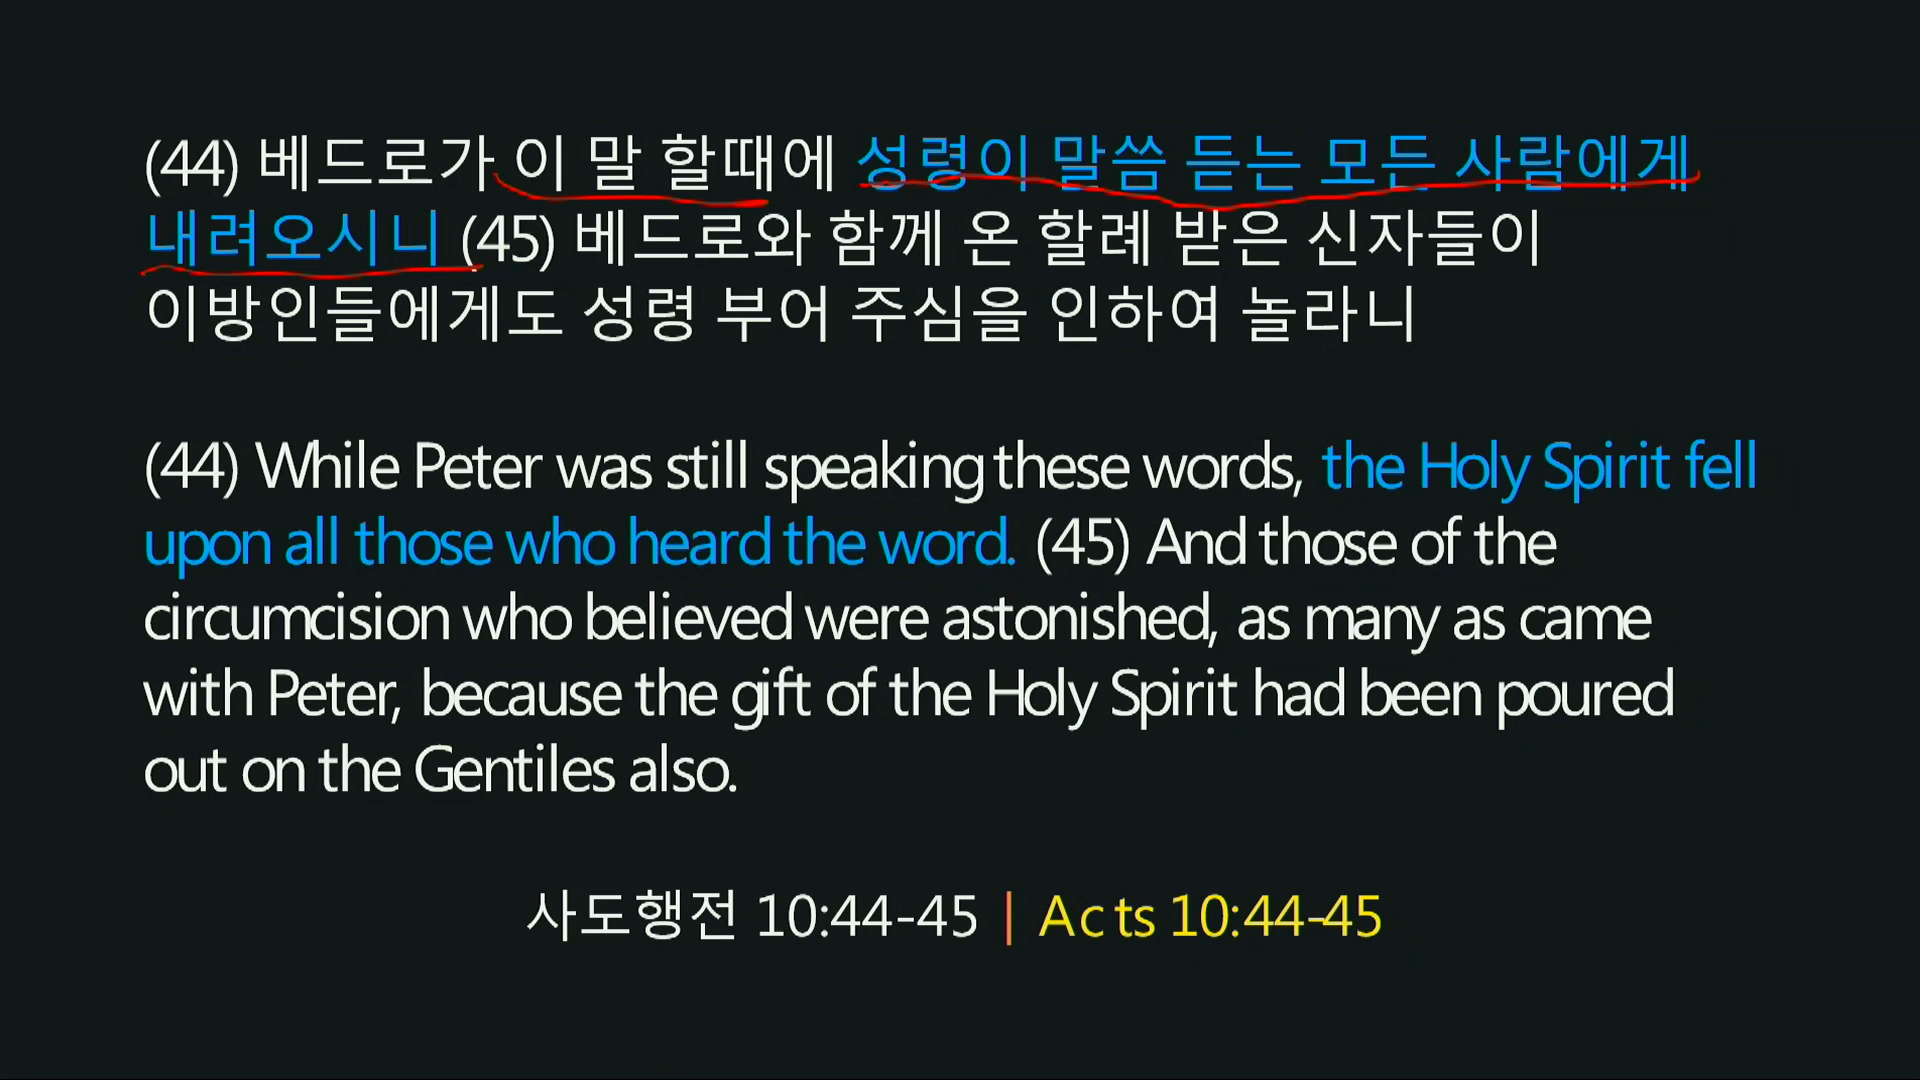 (44) 베드로가 이 말 할때에 성령이 말씀 듣는 모든 사람에게
내려오시니 (45) 베드로와 함께 온 할례 받은 신자들이
이방인들에게도 성령 부어 주심을 인하여 놀라니
(44) While Peter was still speaking these words, the Holy Spirit fell
upon all those who heard the word. (45) And those of the
circumcision who believed were astonished, as many as came
with Peter, because the gift of the Holy Spirit had been poured
out on the Gentiles also.
사도행전 10:44-45 | Acts 10:44-45